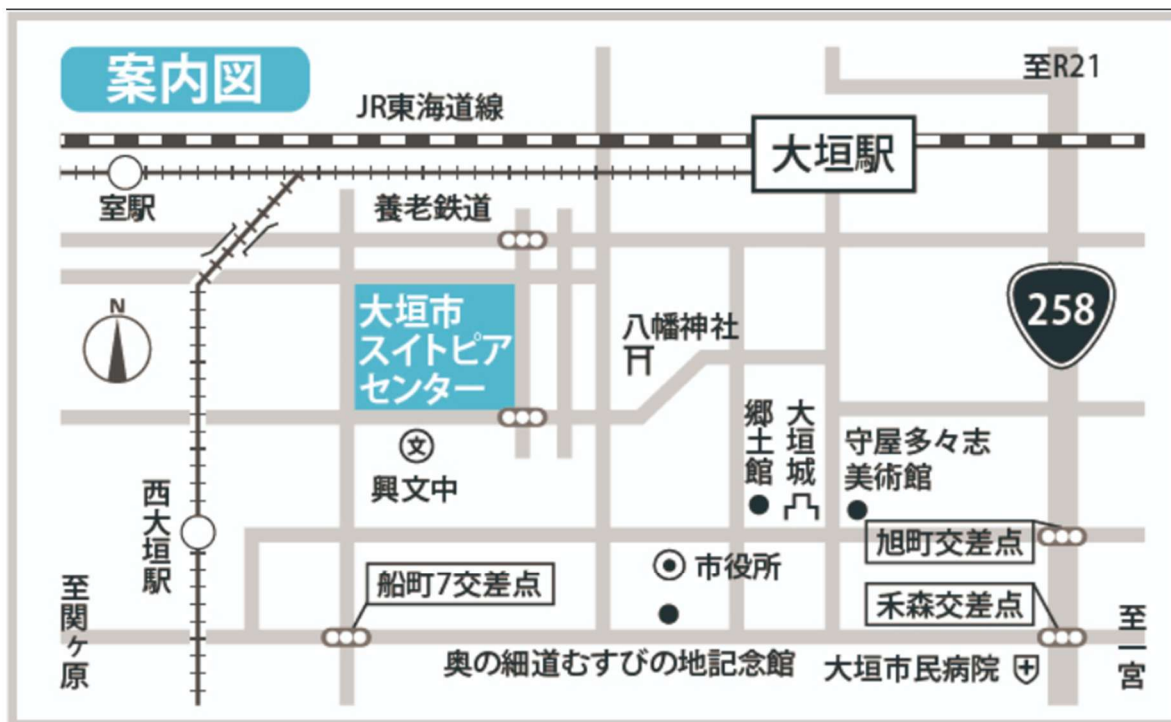 案内図
至R21
JR東海道線
大垣駅
室駅
養老鉄道
N
258
大垣市
スイトピア
センター
八幡神社
郷土館
大垣城
守屋多々志
美術館
文
興文中
西大垣駅
旭町交差点
市役所
船町7交差点
禾森交差点
至関ヶ原
至一宮
奥の細道むすびの地記念館
大垣市民病院